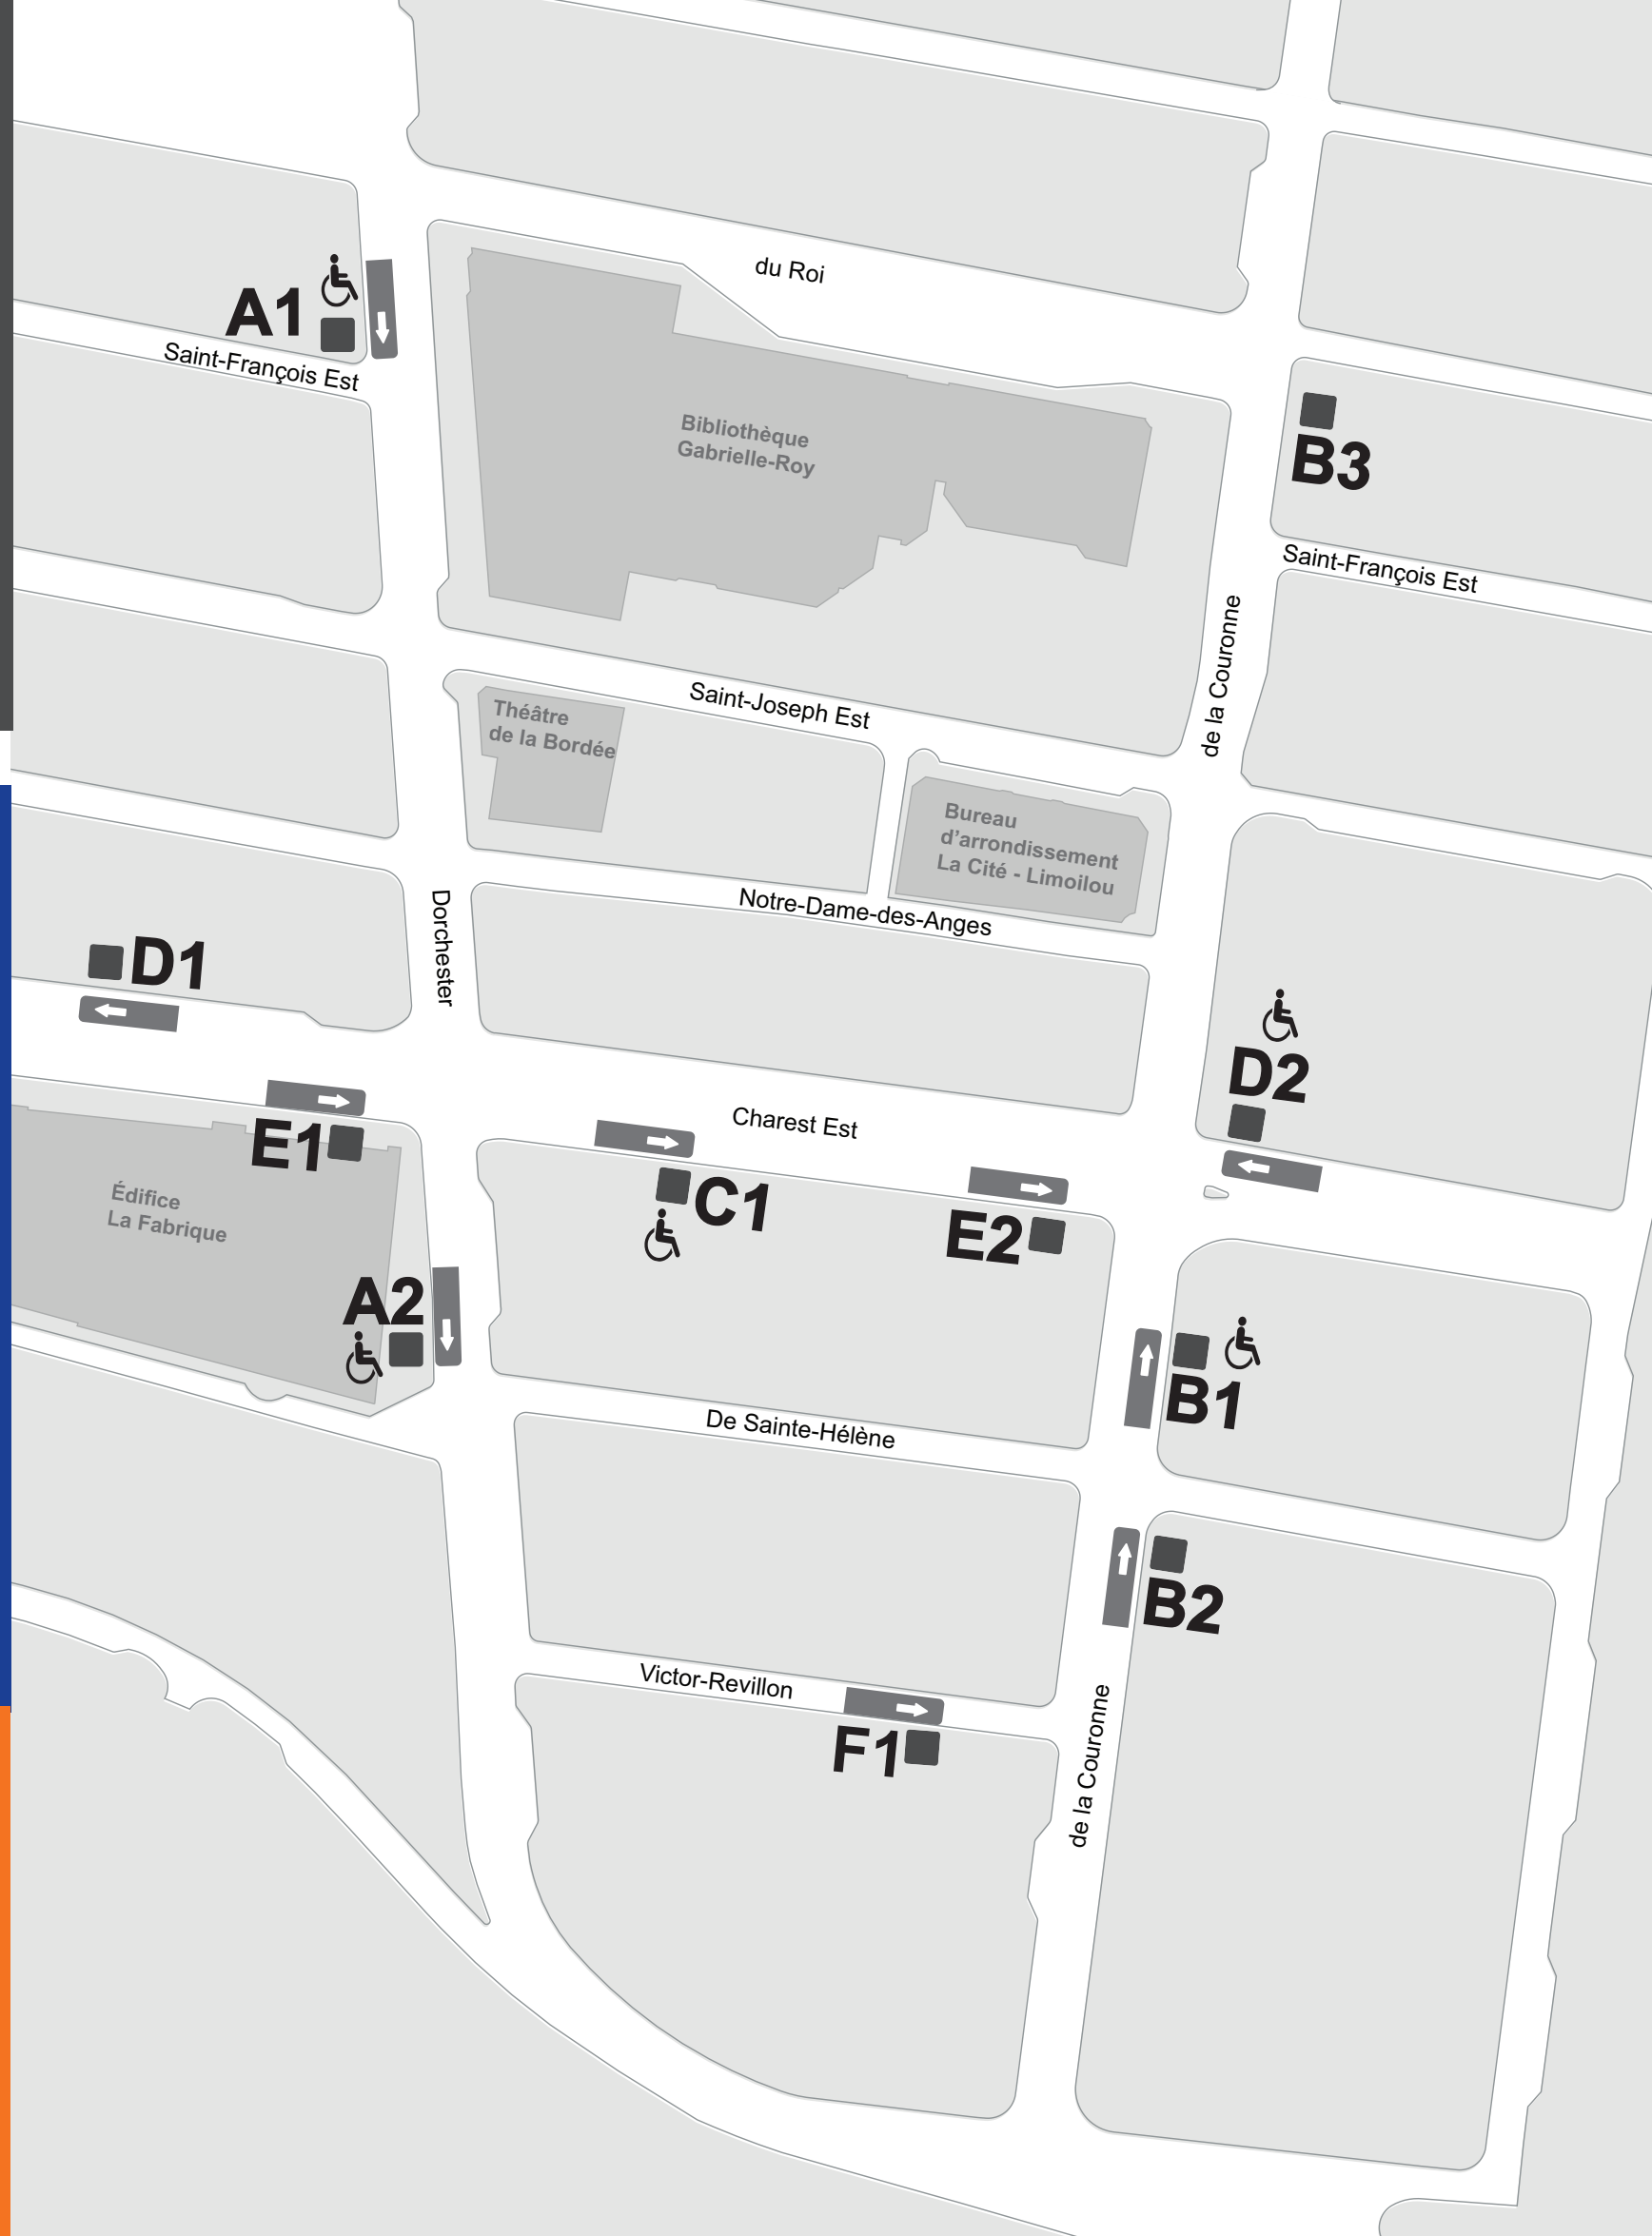 du Roi
A1
Saint-François Est
Bibliothèque
Gabrielle-Roy
B3
Saint-François Est
de la Couronne
Saint-Joseph Est
Théâtre
de la Bordée
Bureau
d'arrondissement
La Cité - Limoilou
Notre-Dame-des-Anges
Dorchester
D1
D2
Charest Est
E1
C1
E2
Édifice
La Fabrique
A2
B1
De Sainte-Hélène
B2
Victor-Revillon
F1
de la Couronne